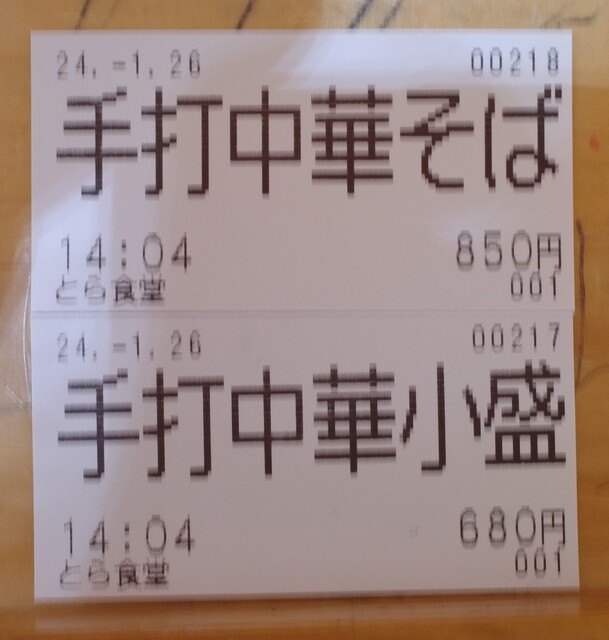 24,-1,26 00218
手打中華そば
14:04 850円
とら食堂 001
24,-1,26 00217
手打中華小盛
14:04 680円
とら食堂 001